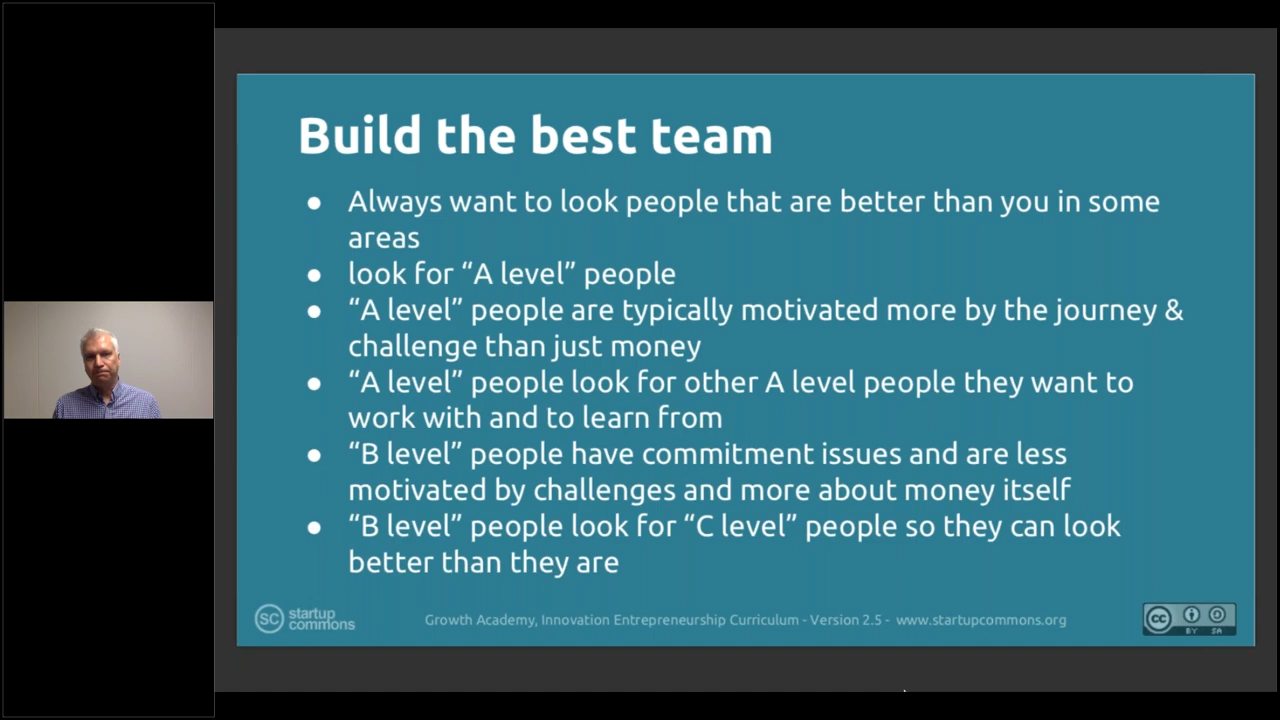 Build the best team
● Always want to look people that are better than you in some
areas
● look for “A level” people
● “A level” people are typically motivated more by the journey &
challenge than just money
● “A level” people look for other A level people they want to
work with and to learn from
● “B level” people have commitment issues and are less
motivated by challenges and more about money itself
● “B level” people look for “C level” people so they can look
better than they are
SC startup
commons
Growth Academy, Innovation Entrepreneurship Curriculum - Version 2.5 - www.startupcommons.org
cc
BY SA